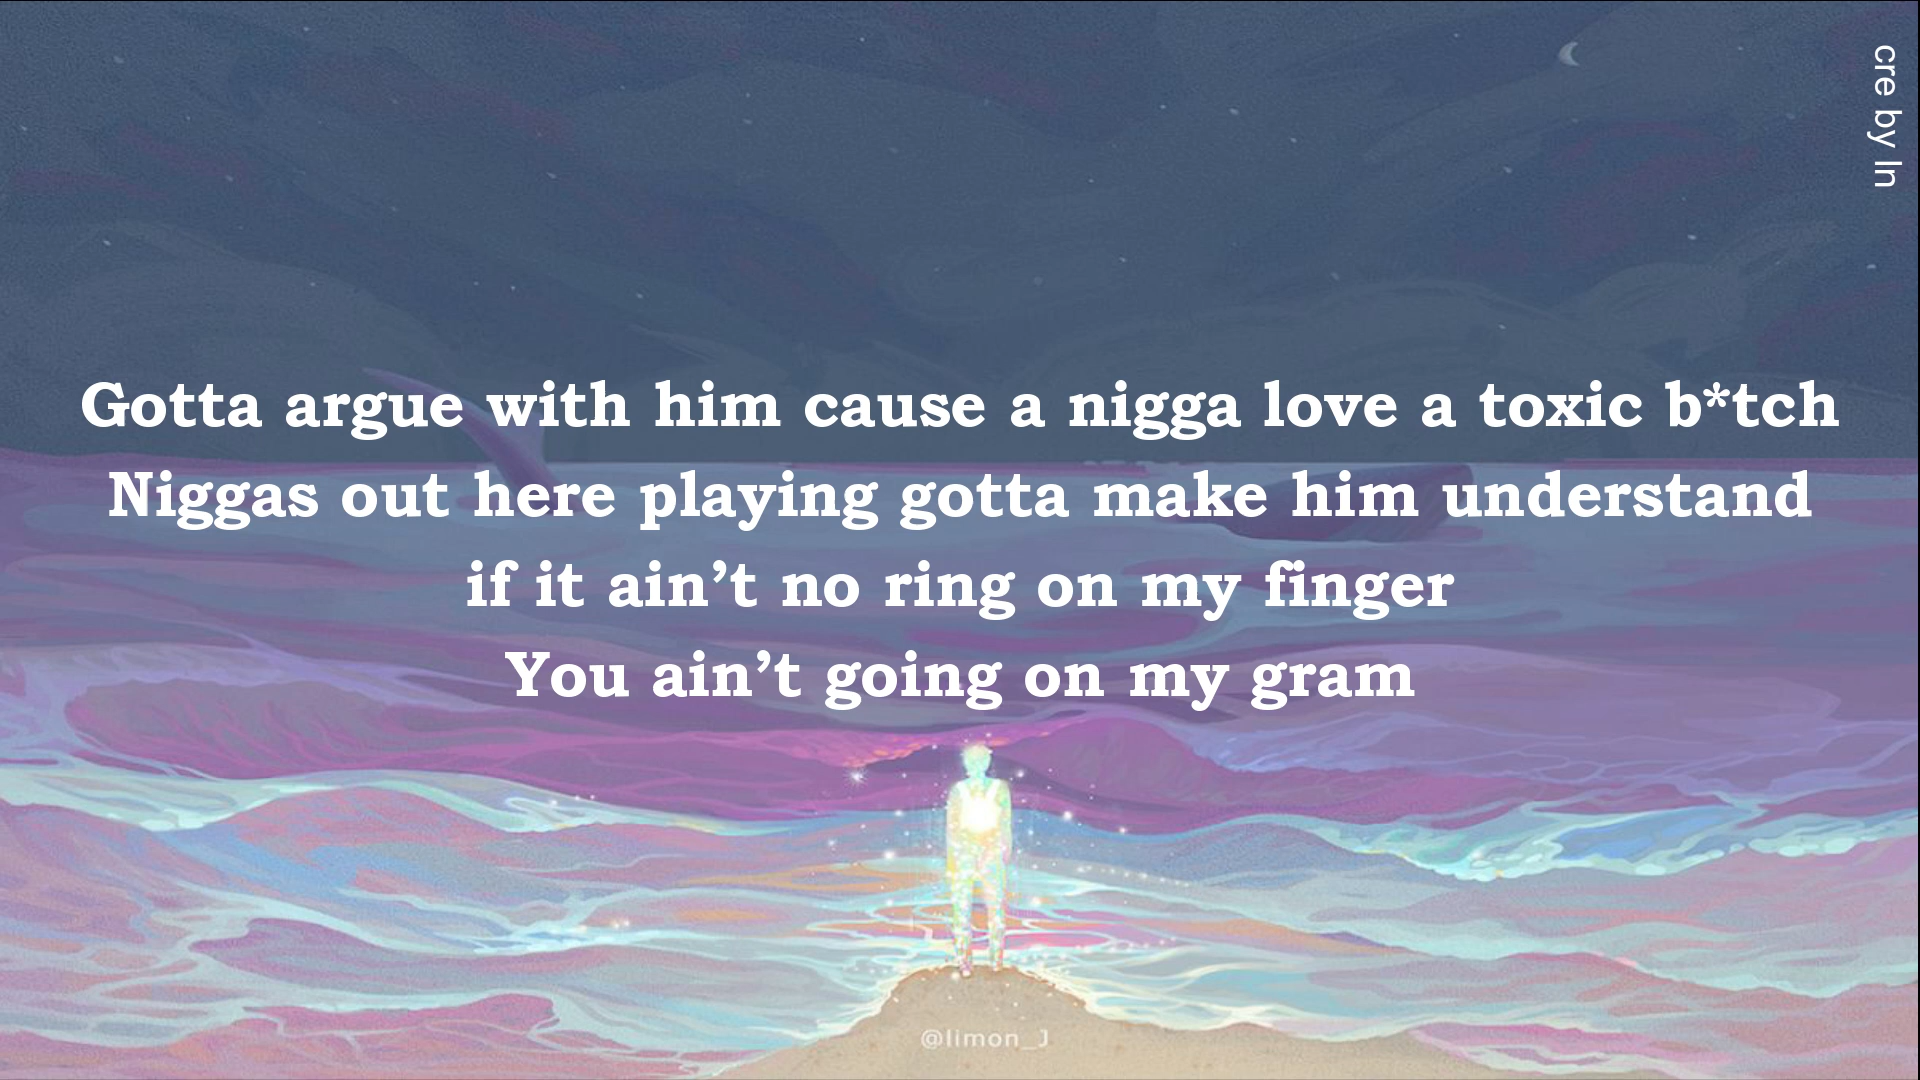 cre by ln
Gotta argue with him cause a nigga love a toxic b*tch
Niggas out here playing gotta make him understand
if it ain’t no ring on my finger
You ain’t going on my gram
@limon_J